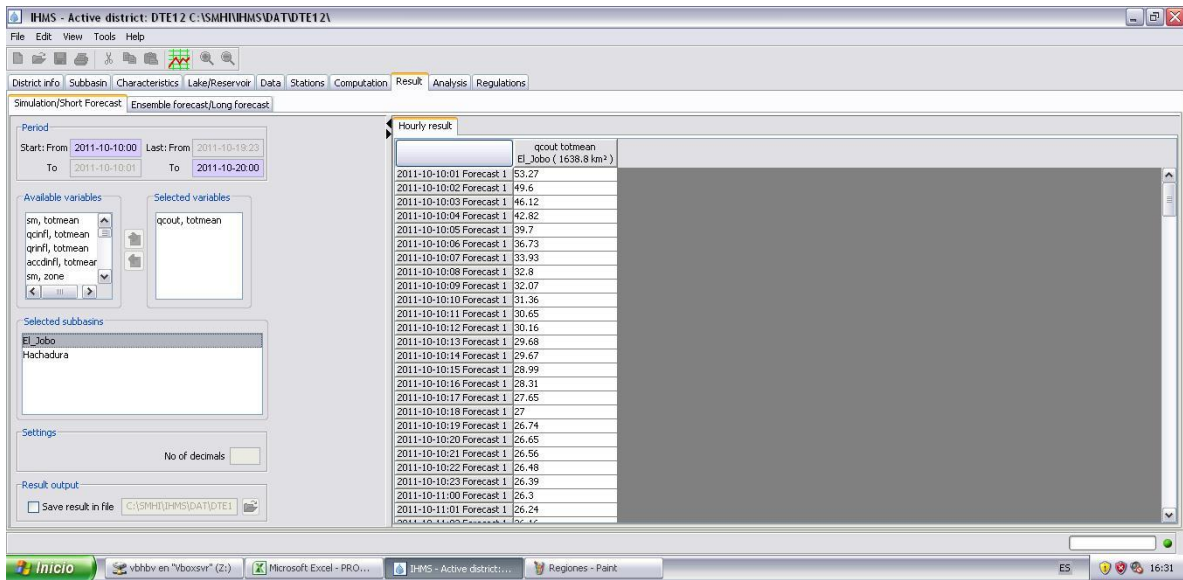 IHMS - Active district: DTE12 C:\SMHI\IHMS\DAT\DTE12\
File Edit View Tools Help
District info Subbasin Characteristics Lake/Reservoir Data Stations Computation Result Analysis Regulations
Simulation/Short Forecast Ensemble forecast/Long forecast
Period
Start: From 2011-10-10:00 Last: From 2011-10-19:23
To 2011-10-10:01 To 2011-10-20:00
Available variables Selected variables
sm, totmean
qcinfl, totmean
qrinfl, totmean
accdinfl, totmear
sm, zone
qcout, totmean
Selected subbasins
El_Jobo
Hachadura
Settings
No of decimals
Result output
Save result in file C:\SMHI\IHMS\DAT\DTE1
Hourly result
qcout totmean
El_Jobo ( 1638.8 km² )
2011-10-10:01 Forecast 1 53.27
2011-10-10:02 Forecast 1 49.6
2011-10-10:03 Forecast 1 46.12
2011-10-10:04 Forecast 1 42.82
2011-10-10:05 Forecast 1 39.7
2011-10-10:06 Forecast 1 36.73
2011-10-10:07 Forecast 1 33.93
2011-10-10:08 Forecast 1 32.8
2011-10-10:09 Forecast 1 32.07
2011-10-10:10 Forecast 1 31.36
2011-10-10:11 Forecast 1 30.65
2011-10-10:12 Forecast 1 30.16
2011-10-10:13 Forecast 1 29.68
2011-10-10:14 Forecast 1 29.67
2011-10-10:15 Forecast 1 28.99
2011-10-10:16 Forecast 1 28.31
2011-10-10:17 Forecast 1 27.65
2011-10-10:18 Forecast 1 27
2011-10-10:19 Forecast 1 26.74
2011-10-10:20 Forecast 1 26.65
2011-10-10:21 Forecast 1 26.56
2011-10-10:22 Forecast 1 26.48
2011-10-10:23 Forecast 1 26.39
2011-10-11:00 Forecast 1 26.3
2011-10-11:01 Forecast 1 26.24
Inicio vbhbv en "Vboxsvr" (Z:) Microsoft Excel - PRO... IHMS - Active district:... Regiones - Paint ES 16:31